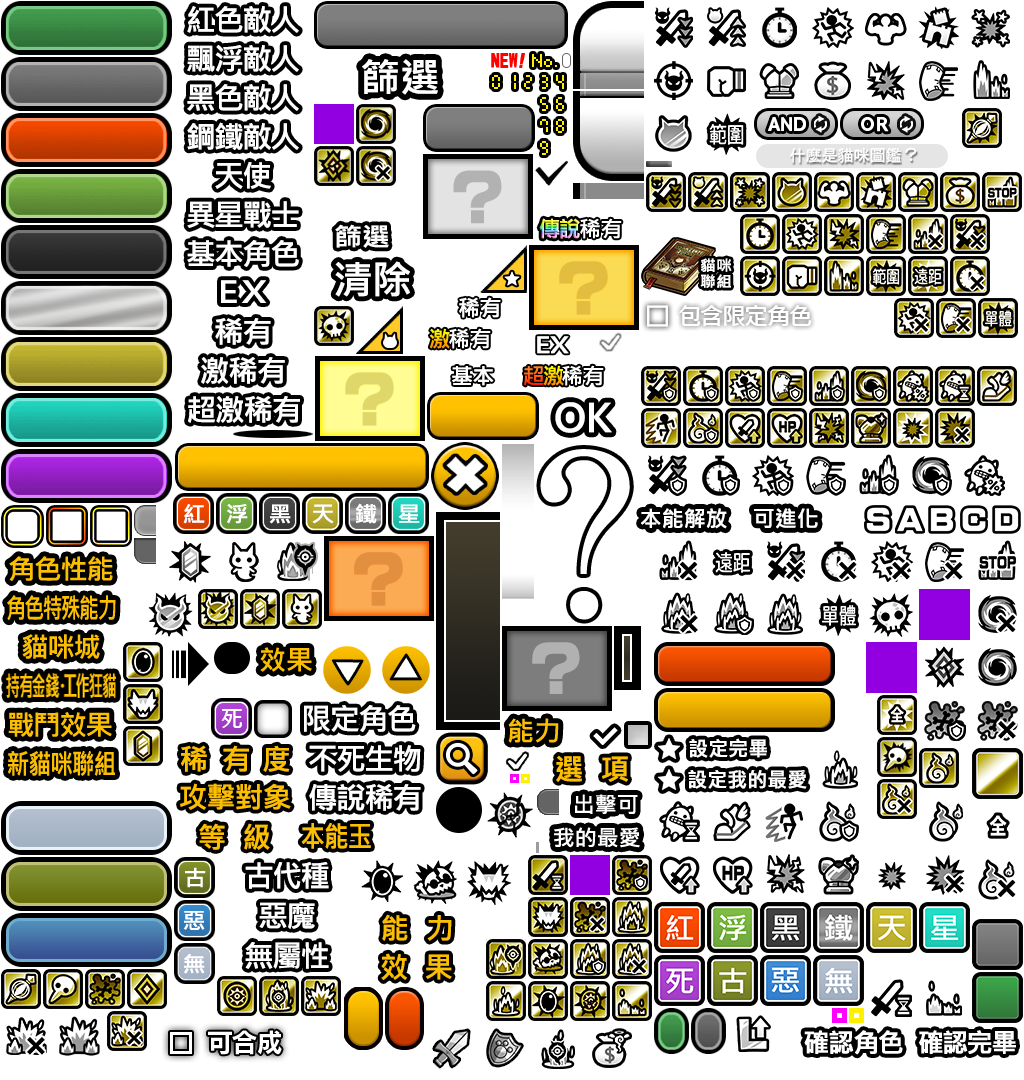 紅色敵人
飄浮敵人
黑色敵人
鋼鐵敵人
天使
異星戰士
基本角色
EX
稀有
激稀有
超激稀有
篩選
NEW! No.0
01234
56
98
78
9
篩選
清除
傳說稀有
稀有
激稀有
EX
基本
超激稀有
OK
?
?
?
?
?
?
紅 浮 黑 天 鐵 星
範圍
AND
OR
什麼是貓咪圖鑑？
STOP
貓咪聯組
範圍
遠距
單體
包含限定角色
HP
本能解放
可進化
SABCD
遠距
STOP
單體
角色性能
角色特殊能力
貓咪城
持有金錢·工作狂貓
戰鬥效果
新貓咪聯組
效果
死
限定角色
稀有度
不死生物
攻擊對象
傳說稀有
等級
本能玉
能力
選項
出擊可
我的最愛
設定完畢
設定我的最愛
全
全
HP
古
惡
無
古代種
惡魔
無屬性
能力
效果
可合成
紅 浮 黑 鐵 天 星
死 古 惡 無
確認角色
確認完畢